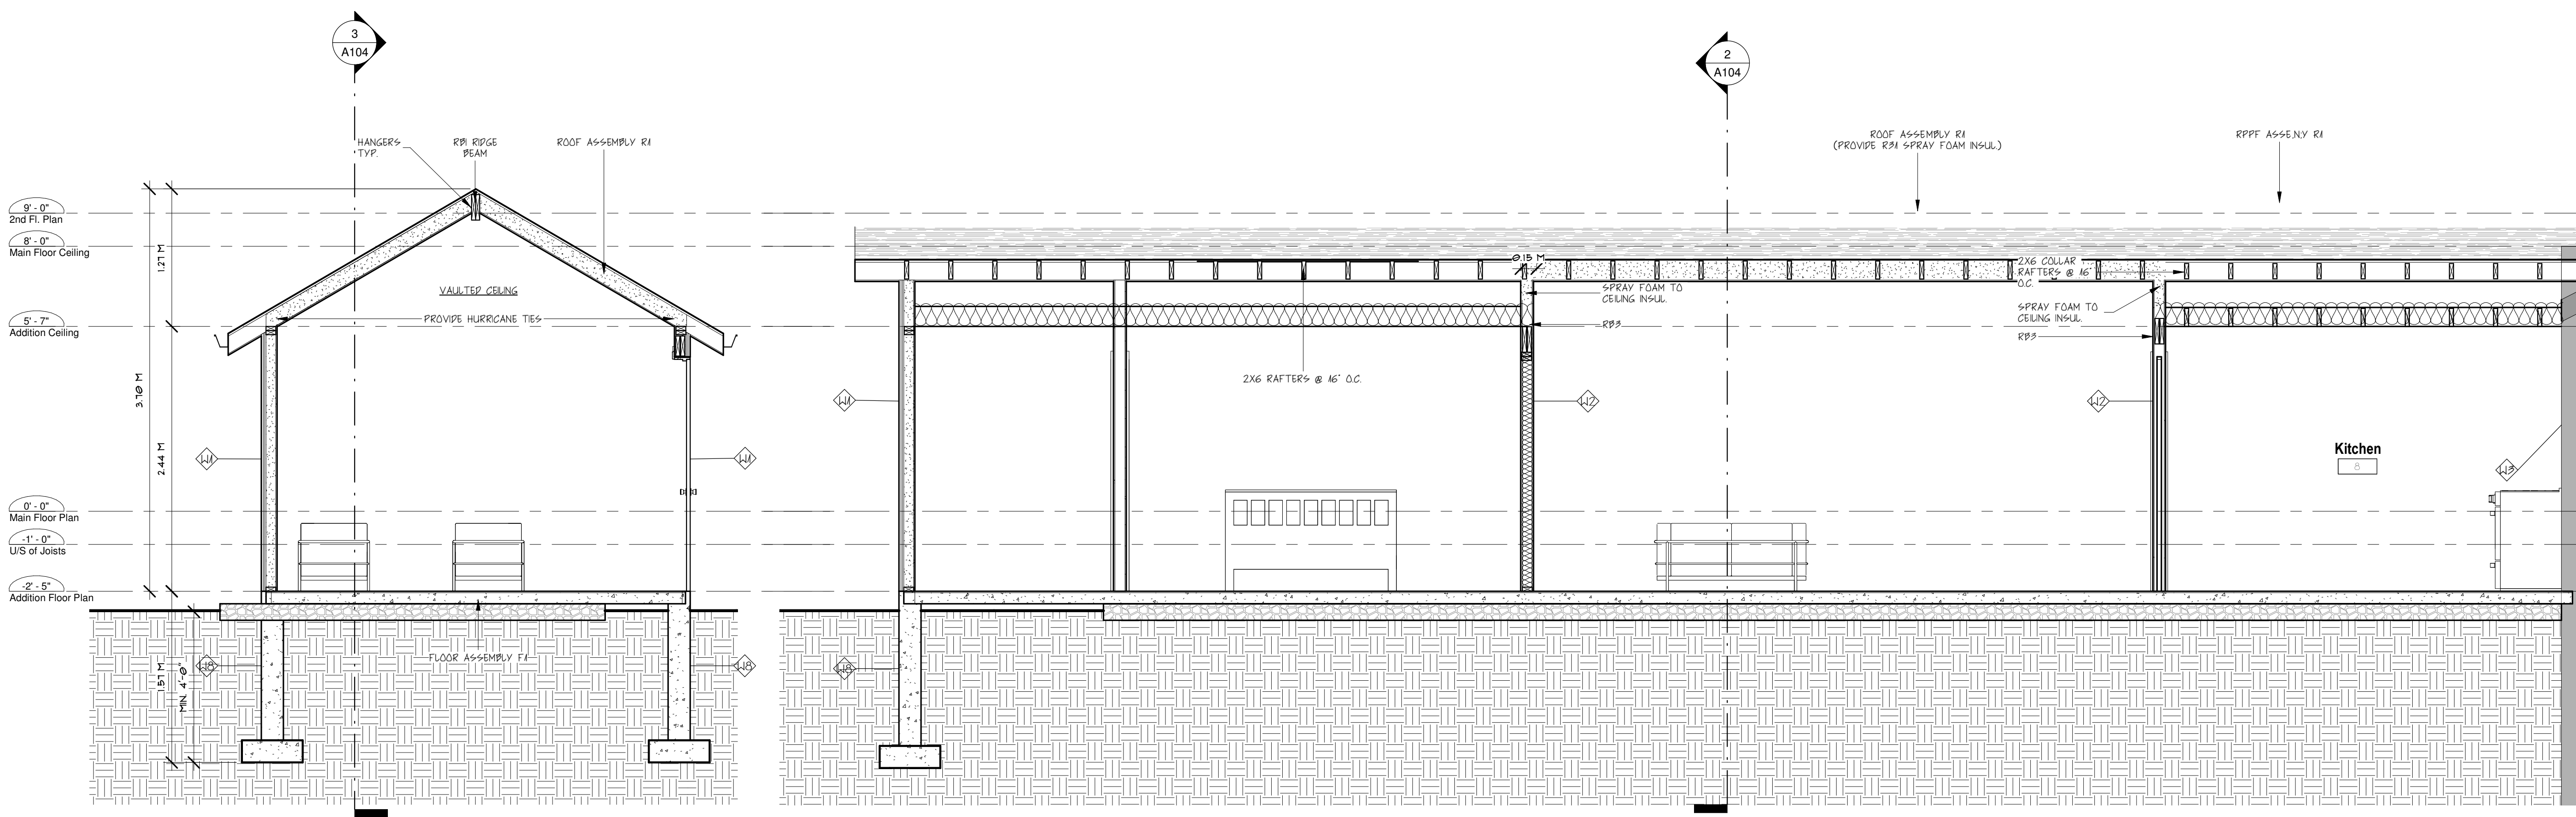 3
A104
2
A104
HANGERS
TYP.
RB1 RIDGE
BEAM
ROOF ASSEMBLY R1
ROOF ASSEMBLY R1
(PROVIDE R31 SPRAY FOAM INSUL.)
RPPF ASSE,N;Y R1
9' - 0"
2nd Fl. Plan
8' - 0"
Main Floor Ceiling
5' - 7"
Addition Ceiling
0' - 0"
Main Floor Plan
-1' - 0"
U/S of Joists
-2' - 5"
Addition Floor Plan
3.70 M
1.27 M
2.44 M
1.57 M
MIN. 4'-0"
VAULTED CEILING
PROVIDE HURRICANE TIES
W1
W1
FLOOR ASSEMBLY F1
W8
W8
0.15 M
SPRAY FOAM TO
CEILING INSUL.
RB3
2X6 RAFTERS @ 16" O.C.
W1
W2
W8
2X6 COLLAR
RAFTERS @ 16"
O.C.
SPRAY FOAM TO
CEILING INSUL.
RB3
W2
Kitchen
8
W3